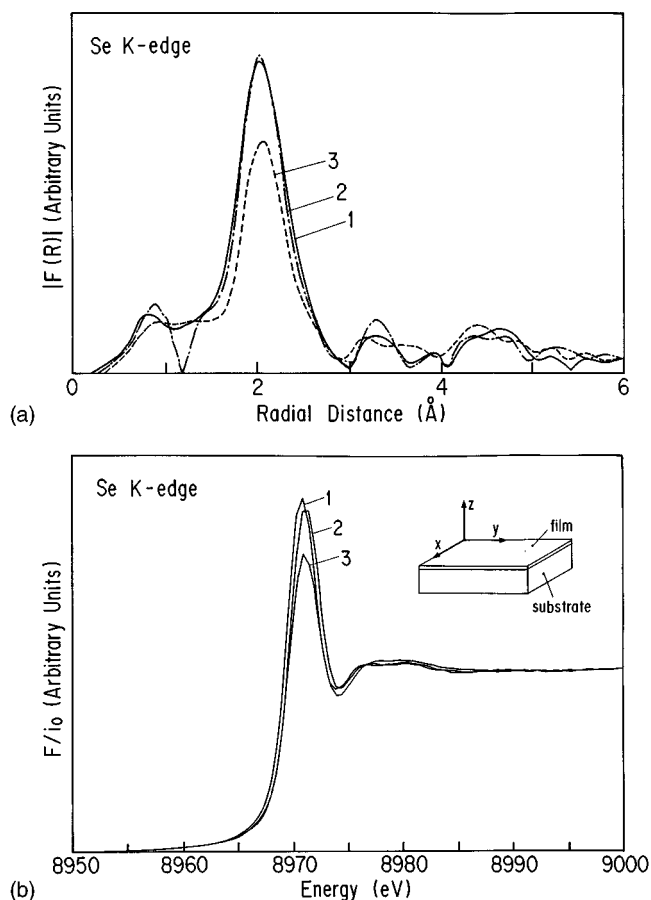 Se K-edge
|F(R)| (Arbitrary Units)
3
2
1
0 2 4 6
Radial Distance (Å)
(a)
Se K-edge
1
2
3
z
x
y
film
substrate
F/i₀ (Arbitrary Units)
8950 8960 8970 8980 8990 9000
Energy (eV)
(b)